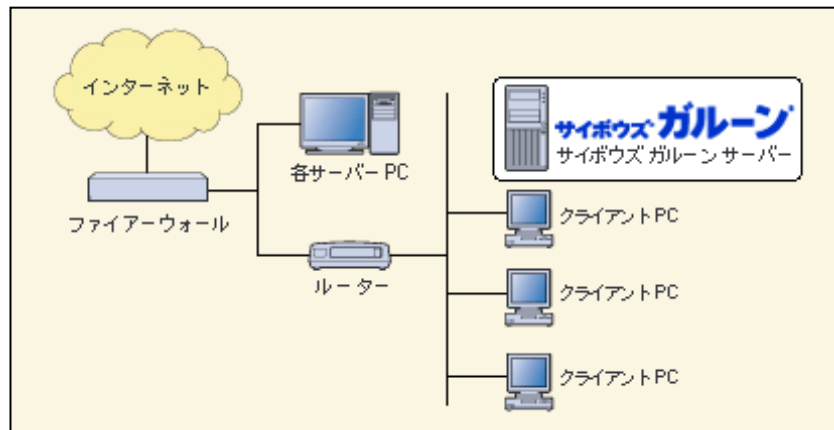 インターネット
ファイアーウォール
各サーバー PC
ルーター
サイボウズ ガルーン
サイボウズ ガルーン サーバー
クライアントPC
クライアントPC
クライアントPC